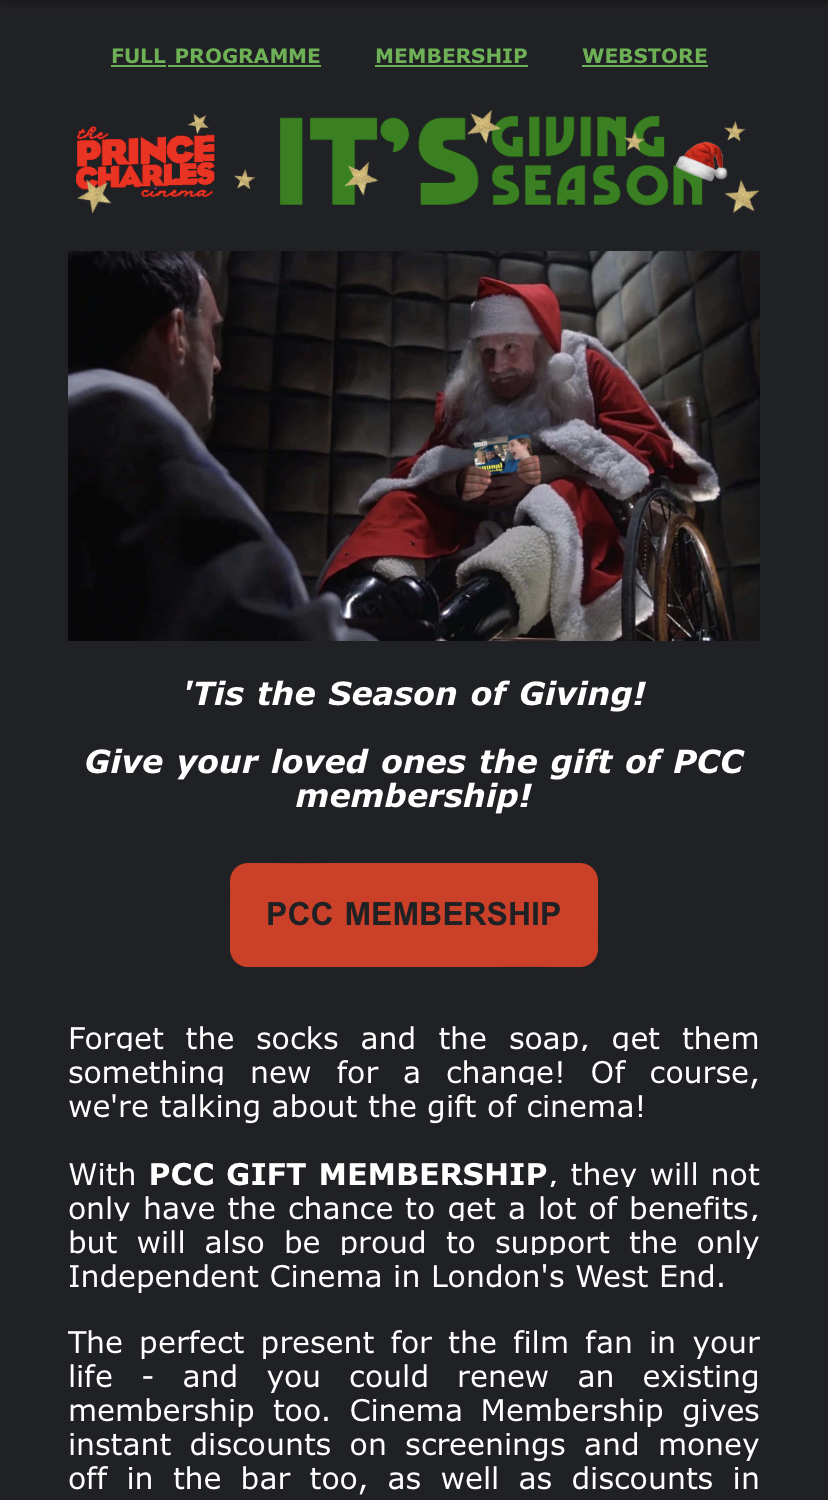 FULL PROGRAMME MEMBERSHIP WEBSTORE
the
PRINCE
CHARLES
cinema
IT'S GIVING
SEASON
'Tis the Season of Giving!
Give your loved ones the gift of PCC
membership!
PCC MEMBERSHIP
Forget the socks and the soap, get them
something new for a change! Of course,
we're talking about the gift of cinema!
With PCC GIFT MEMBERSHIP, they will not
only have the chance to get a lot of benefits,
but will also be proud to support the only
Independent Cinema in London's West End.
The perfect present for the film fan in your
life - and you could renew an existing
membership too. Cinema Membership gives
instant discounts on screenings and money
off in the bar too, as well as discounts in